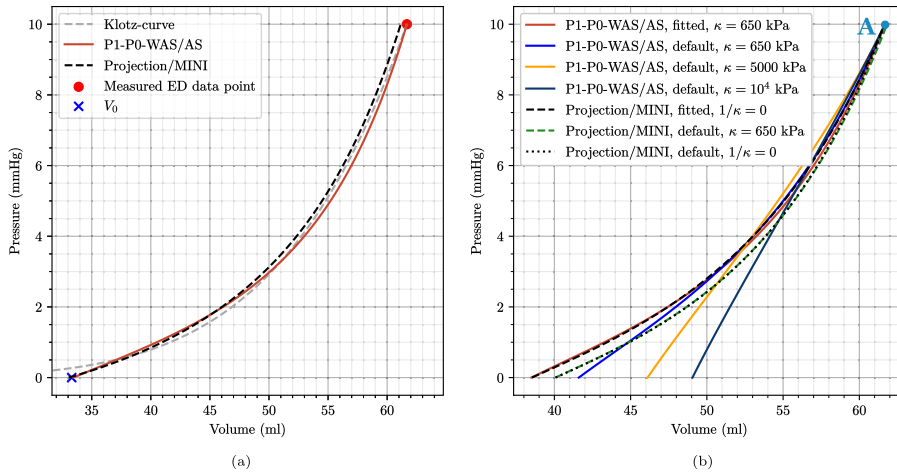 Klotz-curve
P1-P0-WAS/AS
Projection/MINI
Measured ED data point
V₀
Pressure (mmHg)
10
8
6
4
2
0
35 40 45 50 55 60
Volume (ml)
(a)
A
P1-P0-WAS/AS, fitted, κ = 650 kPa
P1-P0-WAS/AS, default, κ = 650 kPa
P1-P0-WAS/AS, default, κ = 5000 kPa
P1-P0-WAS/AS, default, κ = 10⁴ kPa
Projection/MINI, fitted, 1/κ = 0
Projection/MINI, default, κ = 650 kPa
Projection/MINI, default, 1/κ = 0
Pressure (mmHg)
10
8
6
4
2
0
40 45 50 55 60
Volume (ml)
(b)